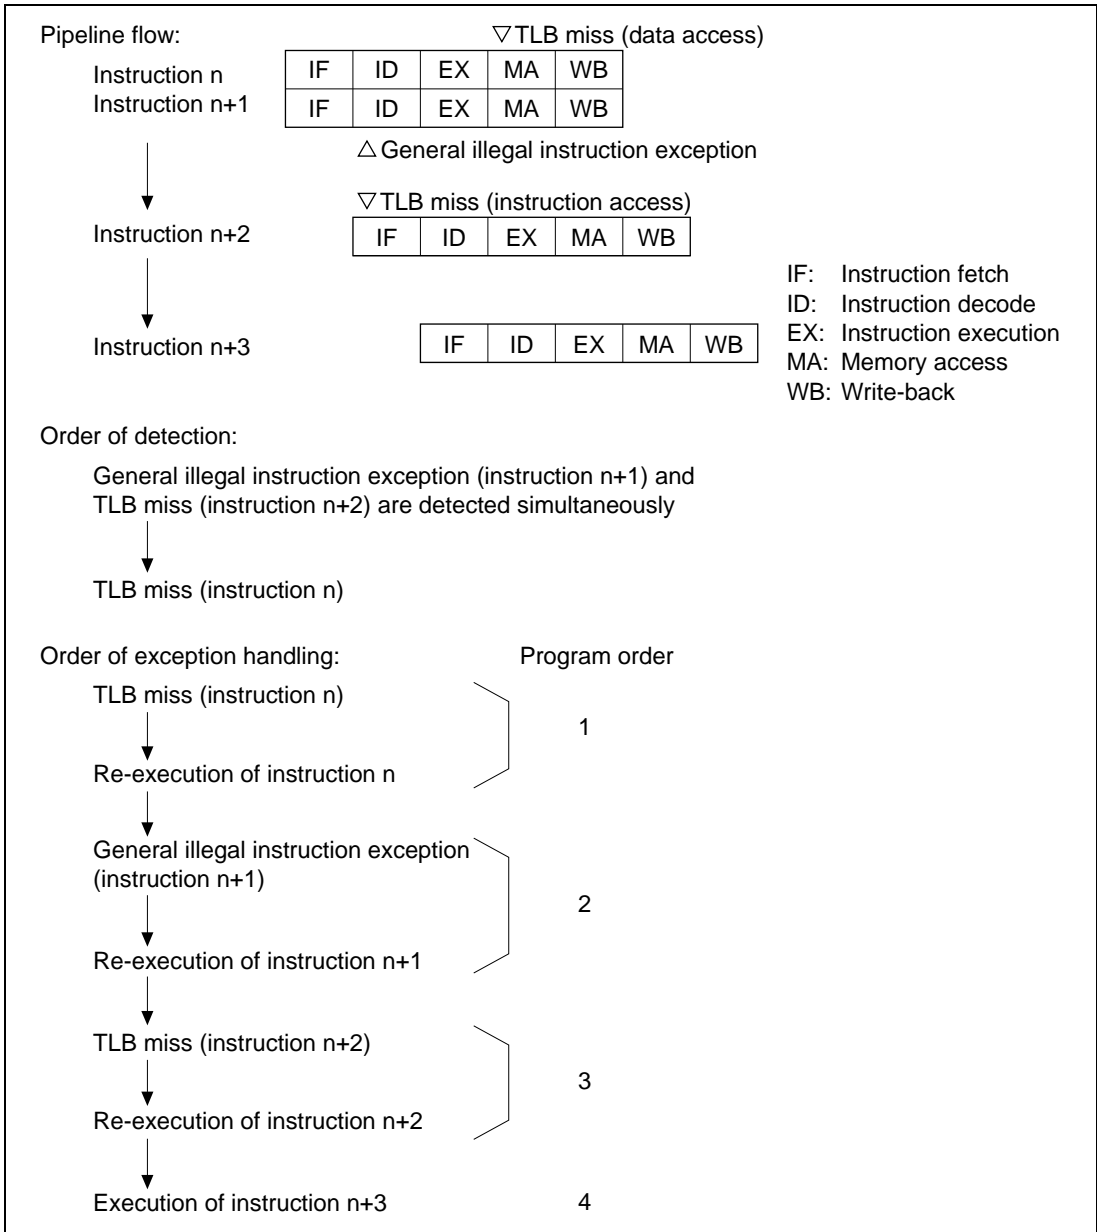 Pipeline flow:
▽TLB miss (data access)
Instruction n IF ID EX MA WB
Instruction n+1 IF ID EX MA WB
△General illegal instruction exception
▽TLB miss (instruction access)
Instruction n+2 IF ID EX MA WB
IF: Instruction fetch
ID: Instruction decode
EX: Instruction execution
MA: Memory access
WB: Write-back
Instruction n+3 IF ID EX MA WB
Order of detection:
General illegal instruction exception (instruction n+1) and
TLB miss (instruction n+2) are detected simultaneously
TLB miss (instruction n)
Order of exception handling: Program order
TLB miss (instruction n)
1
Re-execution of instruction n
General illegal instruction exception
(instruction n+1)
2
Re-execution of instruction n+1
TLB miss (instruction n+2)
3
Re-execution of instruction n+2
Execution of instruction n+3 4